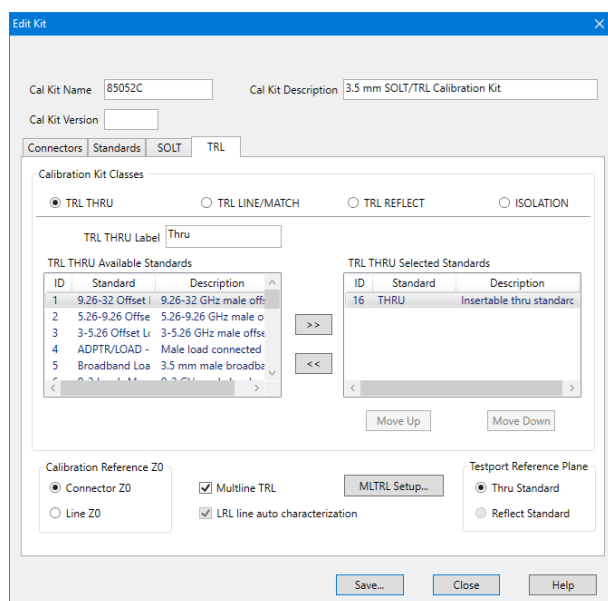 Edit Kit
Cal Kit Name 85052C Cal Kit Description 3.5 mm SOLT/TRL Calibration Kit
Cal Kit Version
Connectors Standards SOLT TRL
Calibration Kit Classes
TRL THRU TRL LINE/MATCH TRL REFLECT ISOLATION
TRL THRU Label Thru
TRL THRU Available Standards TRL THRU Selected Standards
ID Standard Description ID Standard Description
1 9.26-32 Offset 9.26-32 GHz male off 16 THRU Insertable thru standard
2 5.26-9.26 Offse 5.26-9.26 GHz male o
3 3-5.26 Offset Lo 3-5.26 GHz male offse
>>
4 ADPTR/LOAD - Male load connected
5 Broadband Loa 3.5 mm male broadba
<<
Move Up Move Down
Calibration Reference Z0 Testport Reference Plane
Connector Z0 Multline TRL MLTRL Setup... Thru Standard
Line Z0 LRL line auto characterization Reflect Standard
Save... Close Help